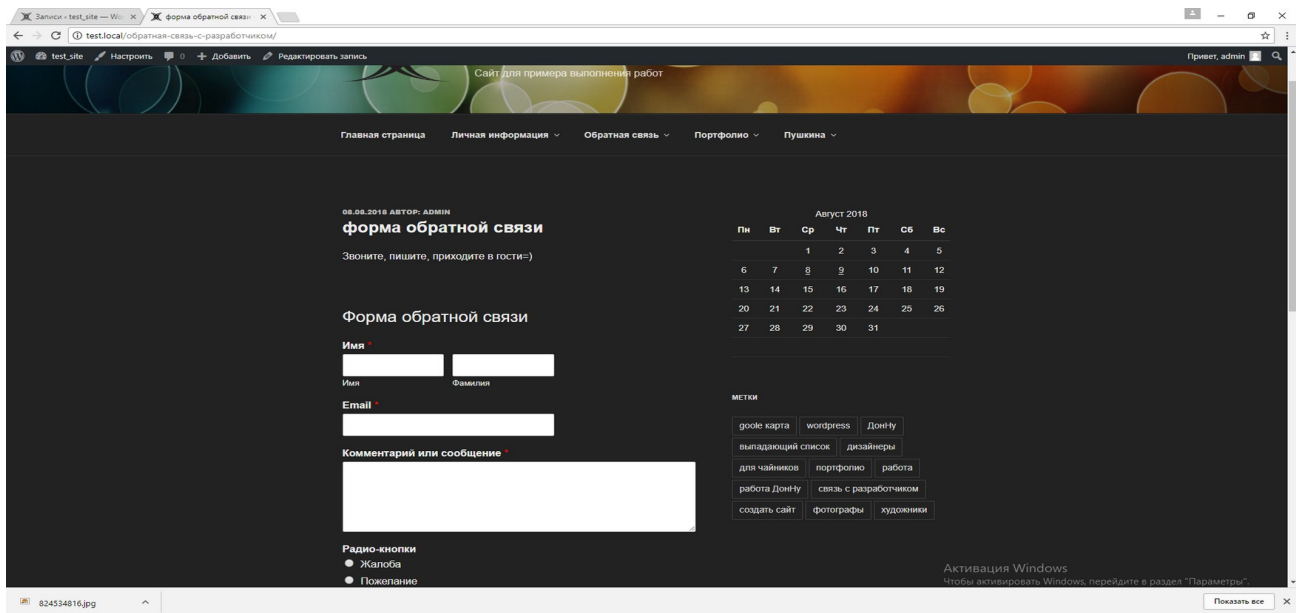 Записи ‹ test_site — Wo
форма обратной связи
test.local/обратная-связь-с-разработчиком/
test_site Настроить 0 Добавить Редактировать запись Привет, admin
Сайт для примера выполнения работ
Главная страница Личная информация Обратная связь Портфолио Пушкина
08.08.2018 АВТОР: ADMIN
форма обратной связи
Звоните, пишите, приходите в гости=)
Форма обратной связи
Имя *
Имя Фамилия
Email *
Комментарий или сообщение *
Радио-кнопки
Жалоба
Пожелание
Август 2018
Пн Вт Ср Чт Пт Сб Вс
1 2 3 4 5
6 7 8 9 10 11 12
13 14 15 16 17 18 19
20 21 22 23 24 25 26
27 28 29 30 31
МЕТКИ
goole карта wordpress ДонНу
выпадающий список дизайнеры
для чайников портфолио работа
работа ДонНу связь с разработчиком
создать сайт фотографы художники
Активация Windows
Чтобы активировать Windows, перейдите в раздел "Параметры".
824534816.jpg Показать все